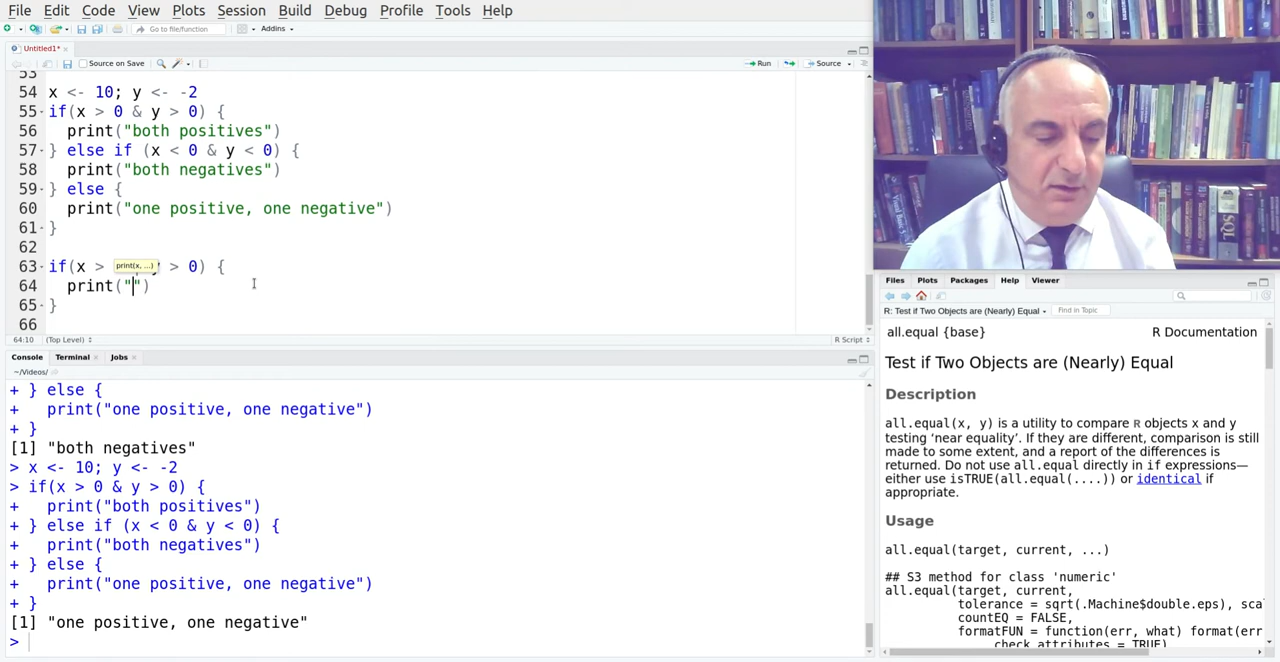 File Edit Code View Plots Session Build Debug Profile Tools Help
Go to file/function Addins
Untitled1*
Source on Save Run Source
53
54 x <- 10; y <- -2
55 if(x > 0 & y > 0) {
56 print("both positives")
57 } else if (x < 0 & y < 0) {
58 print("both negatives")
59 } else {
60 print("one positive, one negative")
61 }
62
63 if(x > print(x, ...) > 0) {
64 print("")
65 }
66
64:10 (Top Level) R Script
Console Terminal Jobs
~/Videos/
+ } else {
+ print("one positive, one negative")
+ }
[1] "both negatives"
> x <- 10; y <- -2
> if(x > 0 & y > 0) {
+ print("both positives")
+ } else if (x < 0 & y < 0) {
+ print("both negatives")
+ } else {
+ print("one positive, one negative")
+ }
[1] "one positive, one negative"
>
Visual Basic 5
SQL
Files Plots Packages Help Viewer
R: Test if Two Objects are (Nearly) Equal Find in Topic
all.equal {base} R Documentation
Test if Two Objects are (Nearly) Equal
Description
all.equal(x, y) is a utility to compare R objects x and y
testing ‘near equality’. If they are different, comparison is still
made to some extent, and a report of the differences is
returned. Do not use all.equal directly in if expressions—
either use isTRUE(all.equal(....)) or identical if
appropriate.
Usage
all.equal(target, current, ...)
## S3 method for class 'numeric'
all.equal(target, current,
tolerance = sqrt(.Machine$double.eps), scal
countEQ = FALSE,
formatFUN = function(err, what) format(err
check.attributes = TRUE)